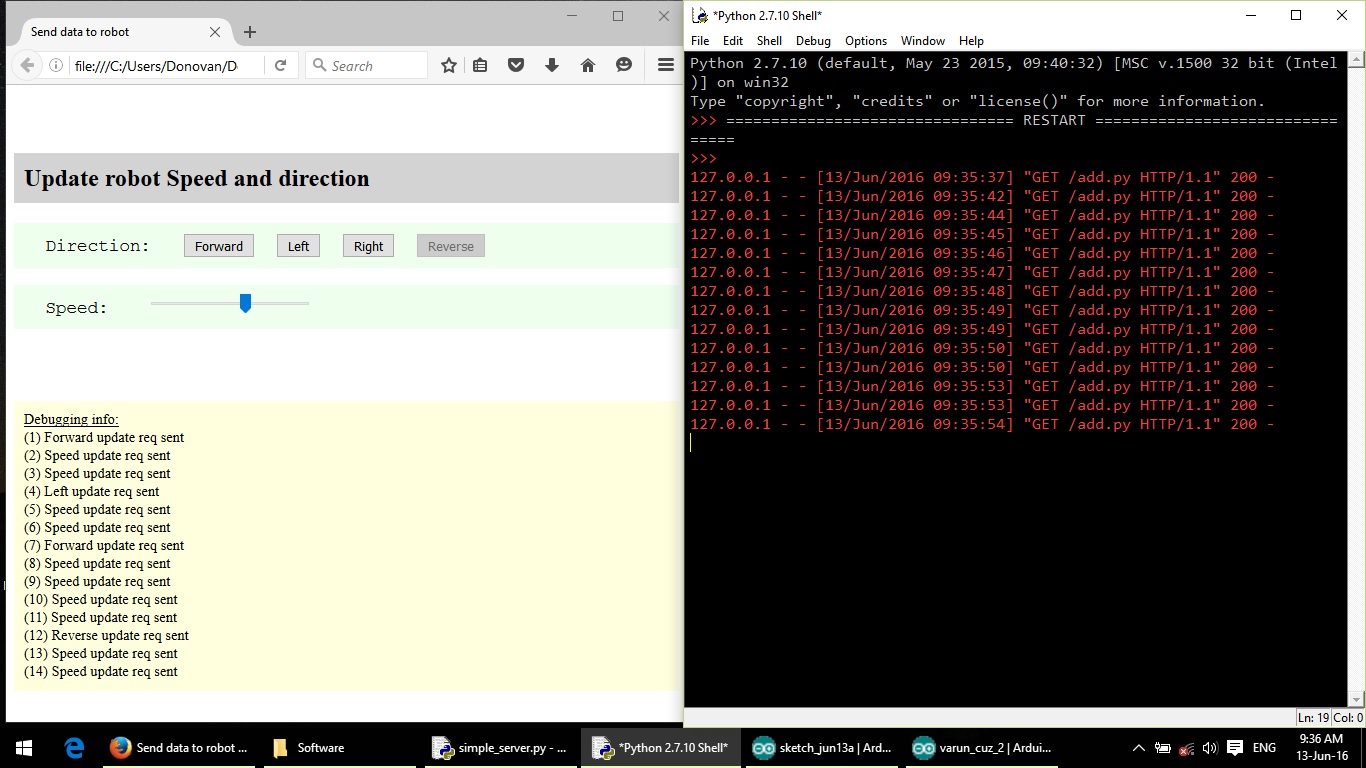 Send data to robot
file:///C:/Users/Donovan/D
Search
Update robot Speed and direction
Direction: Forward Left Right Reverse
Speed:
Debugging info:
(1) Forward update req sent
(2) Speed update req sent
(3) Speed update req sent
(4) Left update req sent
(5) Speed update req sent
(6) Speed update req sent
(7) Forward update req sent
(8) Speed update req sent
(9) Speed update req sent
(10) Speed update req sent
(11) Speed update req sent
(12) Reverse update req sent
(13) Speed update req sent
(14) Speed update req sent
*Python 2.7.10 Shell*
File Edit Shell Debug Options Window Help
Python 2.7.10 (default, May 23 2015, 09:40:32) [MSC v.1500 32 bit (Intel
)] on win32
Type "copyright", "credits" or "license()" for more information.
>>> ================================ RESTART ===========================
=====
>>>
127.0.0.1 - - [13/Jun/2016 09:35:37] "GET /add.py HTTP/1.1" 200 -
127.0.0.1 - - [13/Jun/2016 09:35:42] "GET /add.py HTTP/1.1" 200 -
127.0.0.1 - - [13/Jun/2016 09:35:44] "GET /add.py HTTP/1.1" 200 -
127.0.0.1 - - [13/Jun/2016 09:35:45] "GET /add.py HTTP/1.1" 200 -
127.0.0.1 - - [13/Jun/2016 09:35:46] "GET /add.py HTTP/1.1" 200 -
127.0.0.1 - - [13/Jun/2016 09:35:47] "GET /add.py HTTP/1.1" 200 -
127.0.0.1 - - [13/Jun/2016 09:35:48] "GET /add.py HTTP/1.1" 200 -
127.0.0.1 - - [13/Jun/2016 09:35:49] "GET /add.py HTTP/1.1" 200 -
127.0.0.1 - - [13/Jun/2016 09:35:49] "GET /add.py HTTP/1.1" 200 -
127.0.0.1 - - [13/Jun/2016 09:35:50] "GET /add.py HTTP/1.1" 200 -
127.0.0.1 - - [13/Jun/2016 09:35:50] "GET /add.py HTTP/1.1" 200 -
127.0.0.1 - - [13/Jun/2016 09:35:53] "GET /add.py HTTP/1.1" 200 -
127.0.0.1 - - [13/Jun/2016 09:35:53] "GET /add.py HTTP/1.1" 200 -
127.0.0.1 - - [13/Jun/2016 09:35:54] "GET /add.py HTTP/1.1" 200 -
Ln: 19 Col: 0
Send data to robot ... Software simple_server.py - ... *Python 2.7.10 Shell* sketch_jun13a | Ard... varun_cuz_2 | Ardui... ENG 9:36 AM
13-Jun-16